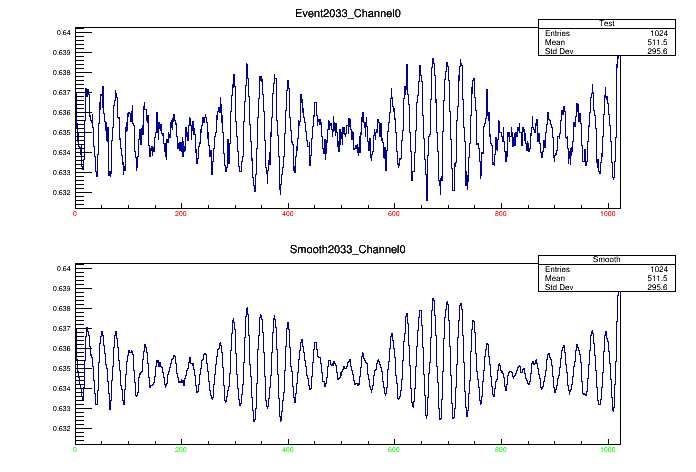 Event2033_Channel0
Test
Entries 1024
Mean 511.5
Std Dev 295.6
0.64
0.639
0.638
0.637
0.636
0.635
0.634
0.633
0.632
0 200 400 600 800 1000
Smooth2033_Channel0
Smooth
Entries 1024
Mean 511.5
Std Dev 295.6
0.64
0.639
0.638
0.637
0.636
0.635
0.634
0.633
0.632
0 200 400 600 800 1000